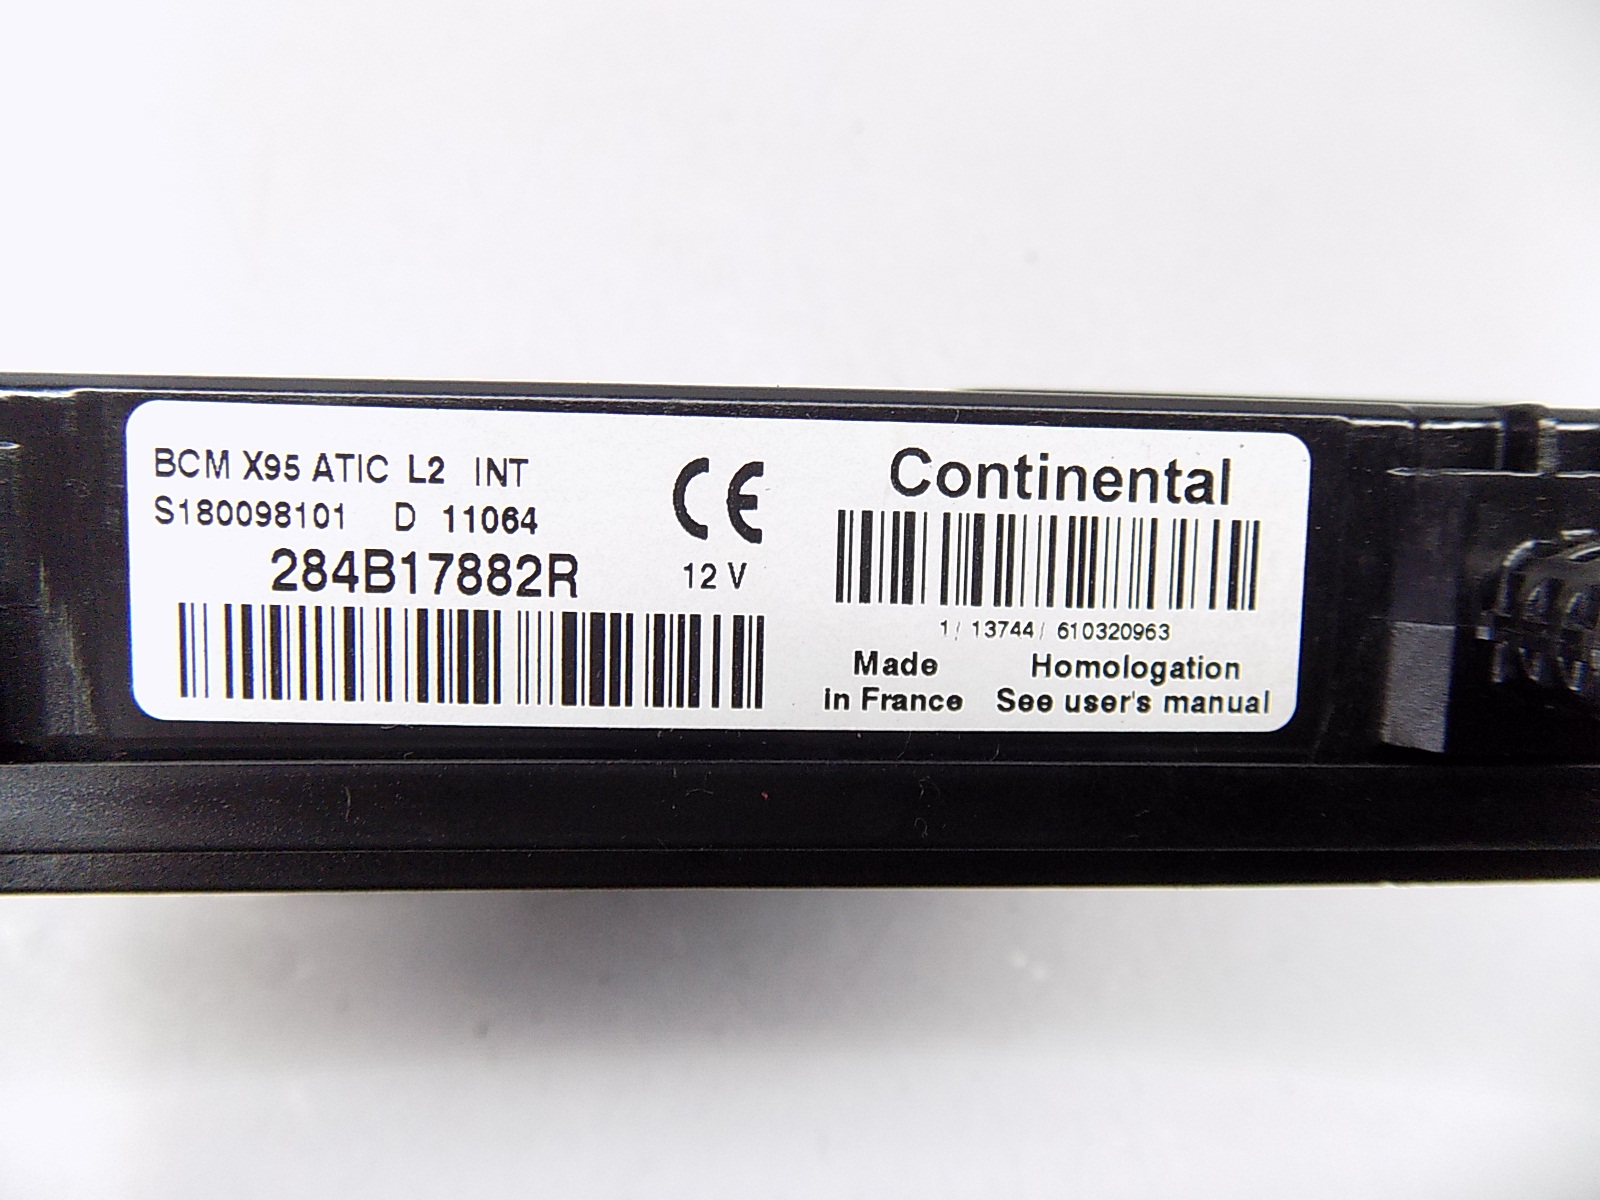 BCM X95 ATIC L2 INT
S180098101 D 11064
284B17882R
CE
12 V
Continental
1/ 13744/ 610320963
Made
in France
Homologation
See user's manual